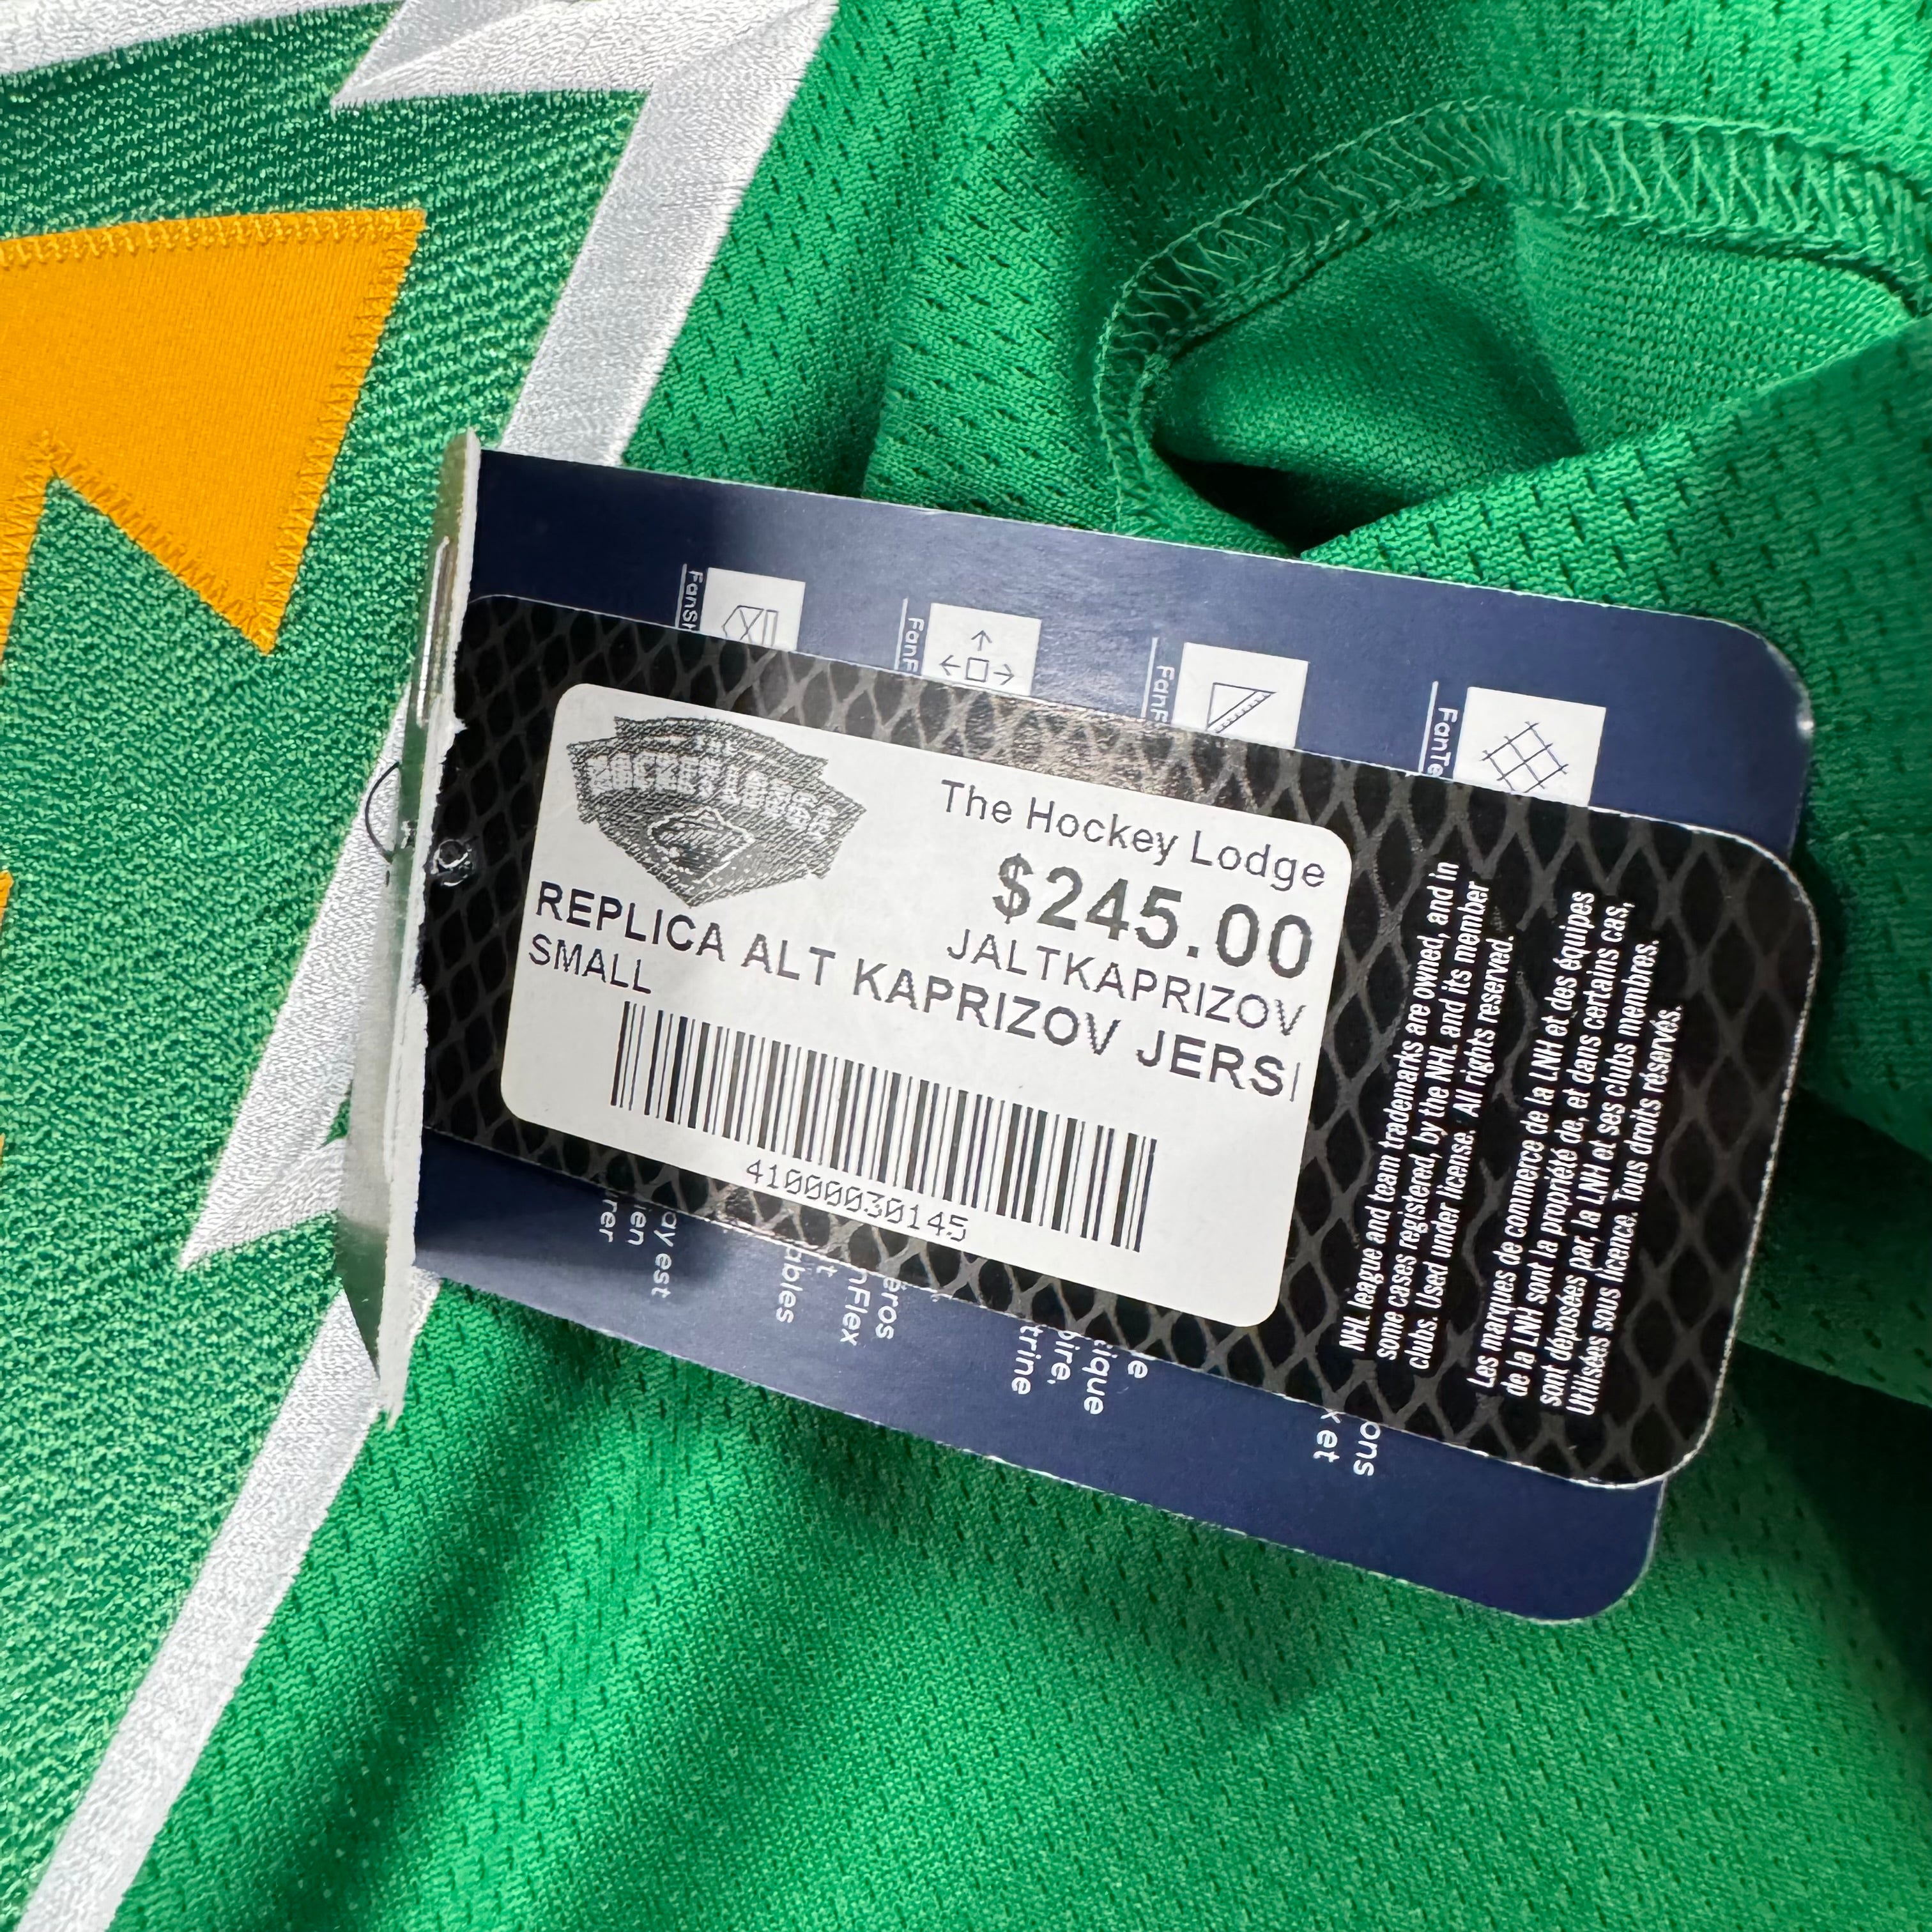 THE
HOCKEY LODGE
The Hockey Lodge
$245.00
JALTKAPRIZOV
REPLICA ALT KAPRIZOV JERSI
SMALL
41000030145
NHL league and team trademarks are owned, and in
some cases registered, by the NHL and its member
clubs. Used under license. All rights reserved.
Les marques de commerce de la LNH et des équipes
de la LNH sont la propriété de, et dans certains cas,
sont déposées par, la LNH et ses clubs membres.
Utilisées sous licence. Tous droits réservés.